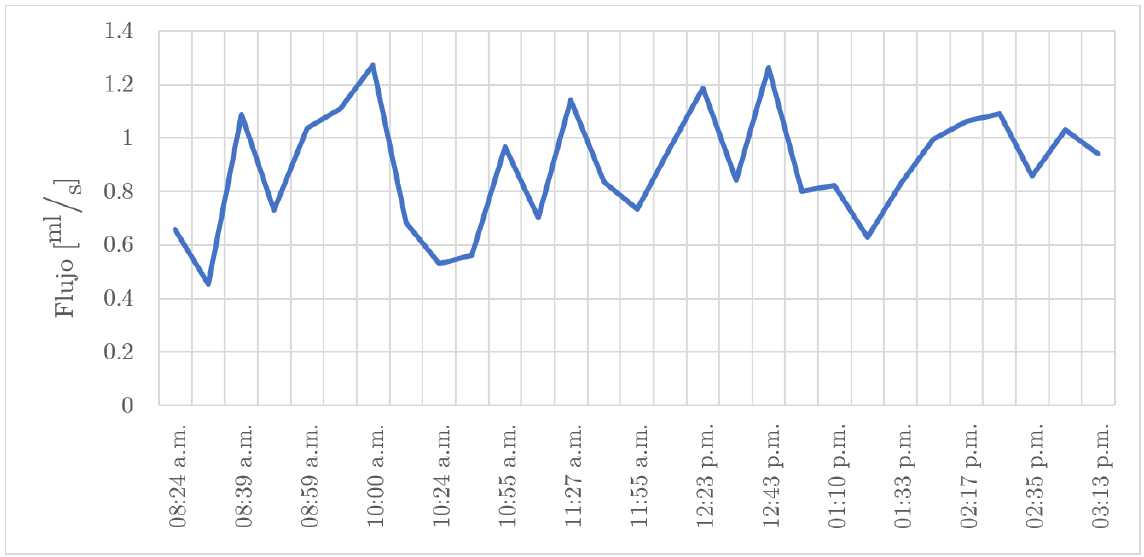 1.4
1.2
1
0.8
0.6
0.4
0.2
0
Flujo [ml/s]
08:24 a.m.
08:39 a.m.
08:59 a.m.
10:00 a.m.
10:24 a.m.
10:55 a.m.
11:27 a.m.
11:55 a.m.
12:23 p.m.
12:43 p.m.
01:10 p.m.
01:33 p.m.
02:17 p.m.
02:35 p.m.
03:13 p.m.